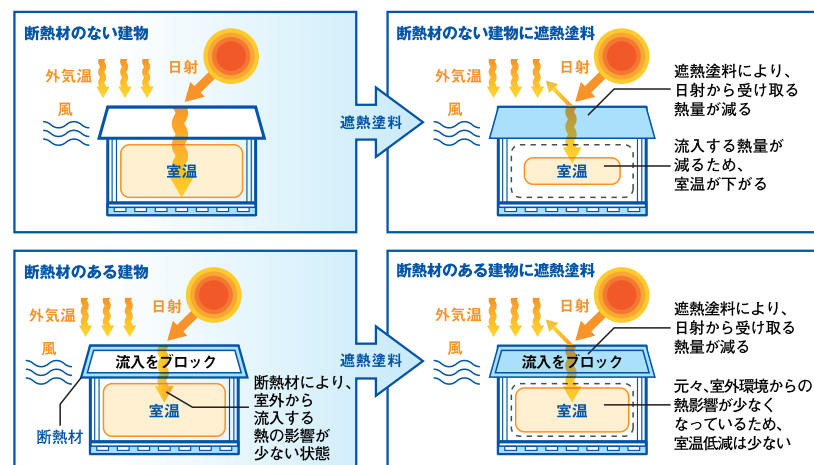 断熱材のない建物
日射
外気温
風
室温
遮熱塗料
断熱材のない建物に遮熱塗料
日射
外気温
風
室温
遮熱塗料により、
日射から受け取る
熱量が減る
流入する熱量が
減るため、
室温が下がる
断熱材のある建物
日射
外気温
風
流入をブロック
室温
断熱材
断熱材により、
室外から
流入する
熱の影響が
少ない状態
遮熱塗料
断熱材のある建物に遮熱塗料
日射
外気温
風
流入をブロック
室温
遮熱塗料により、
日射から受け取る
熱量が減る
元々、室外環境からの
熱影響が少なく
なっているため、
室温低減は少ない